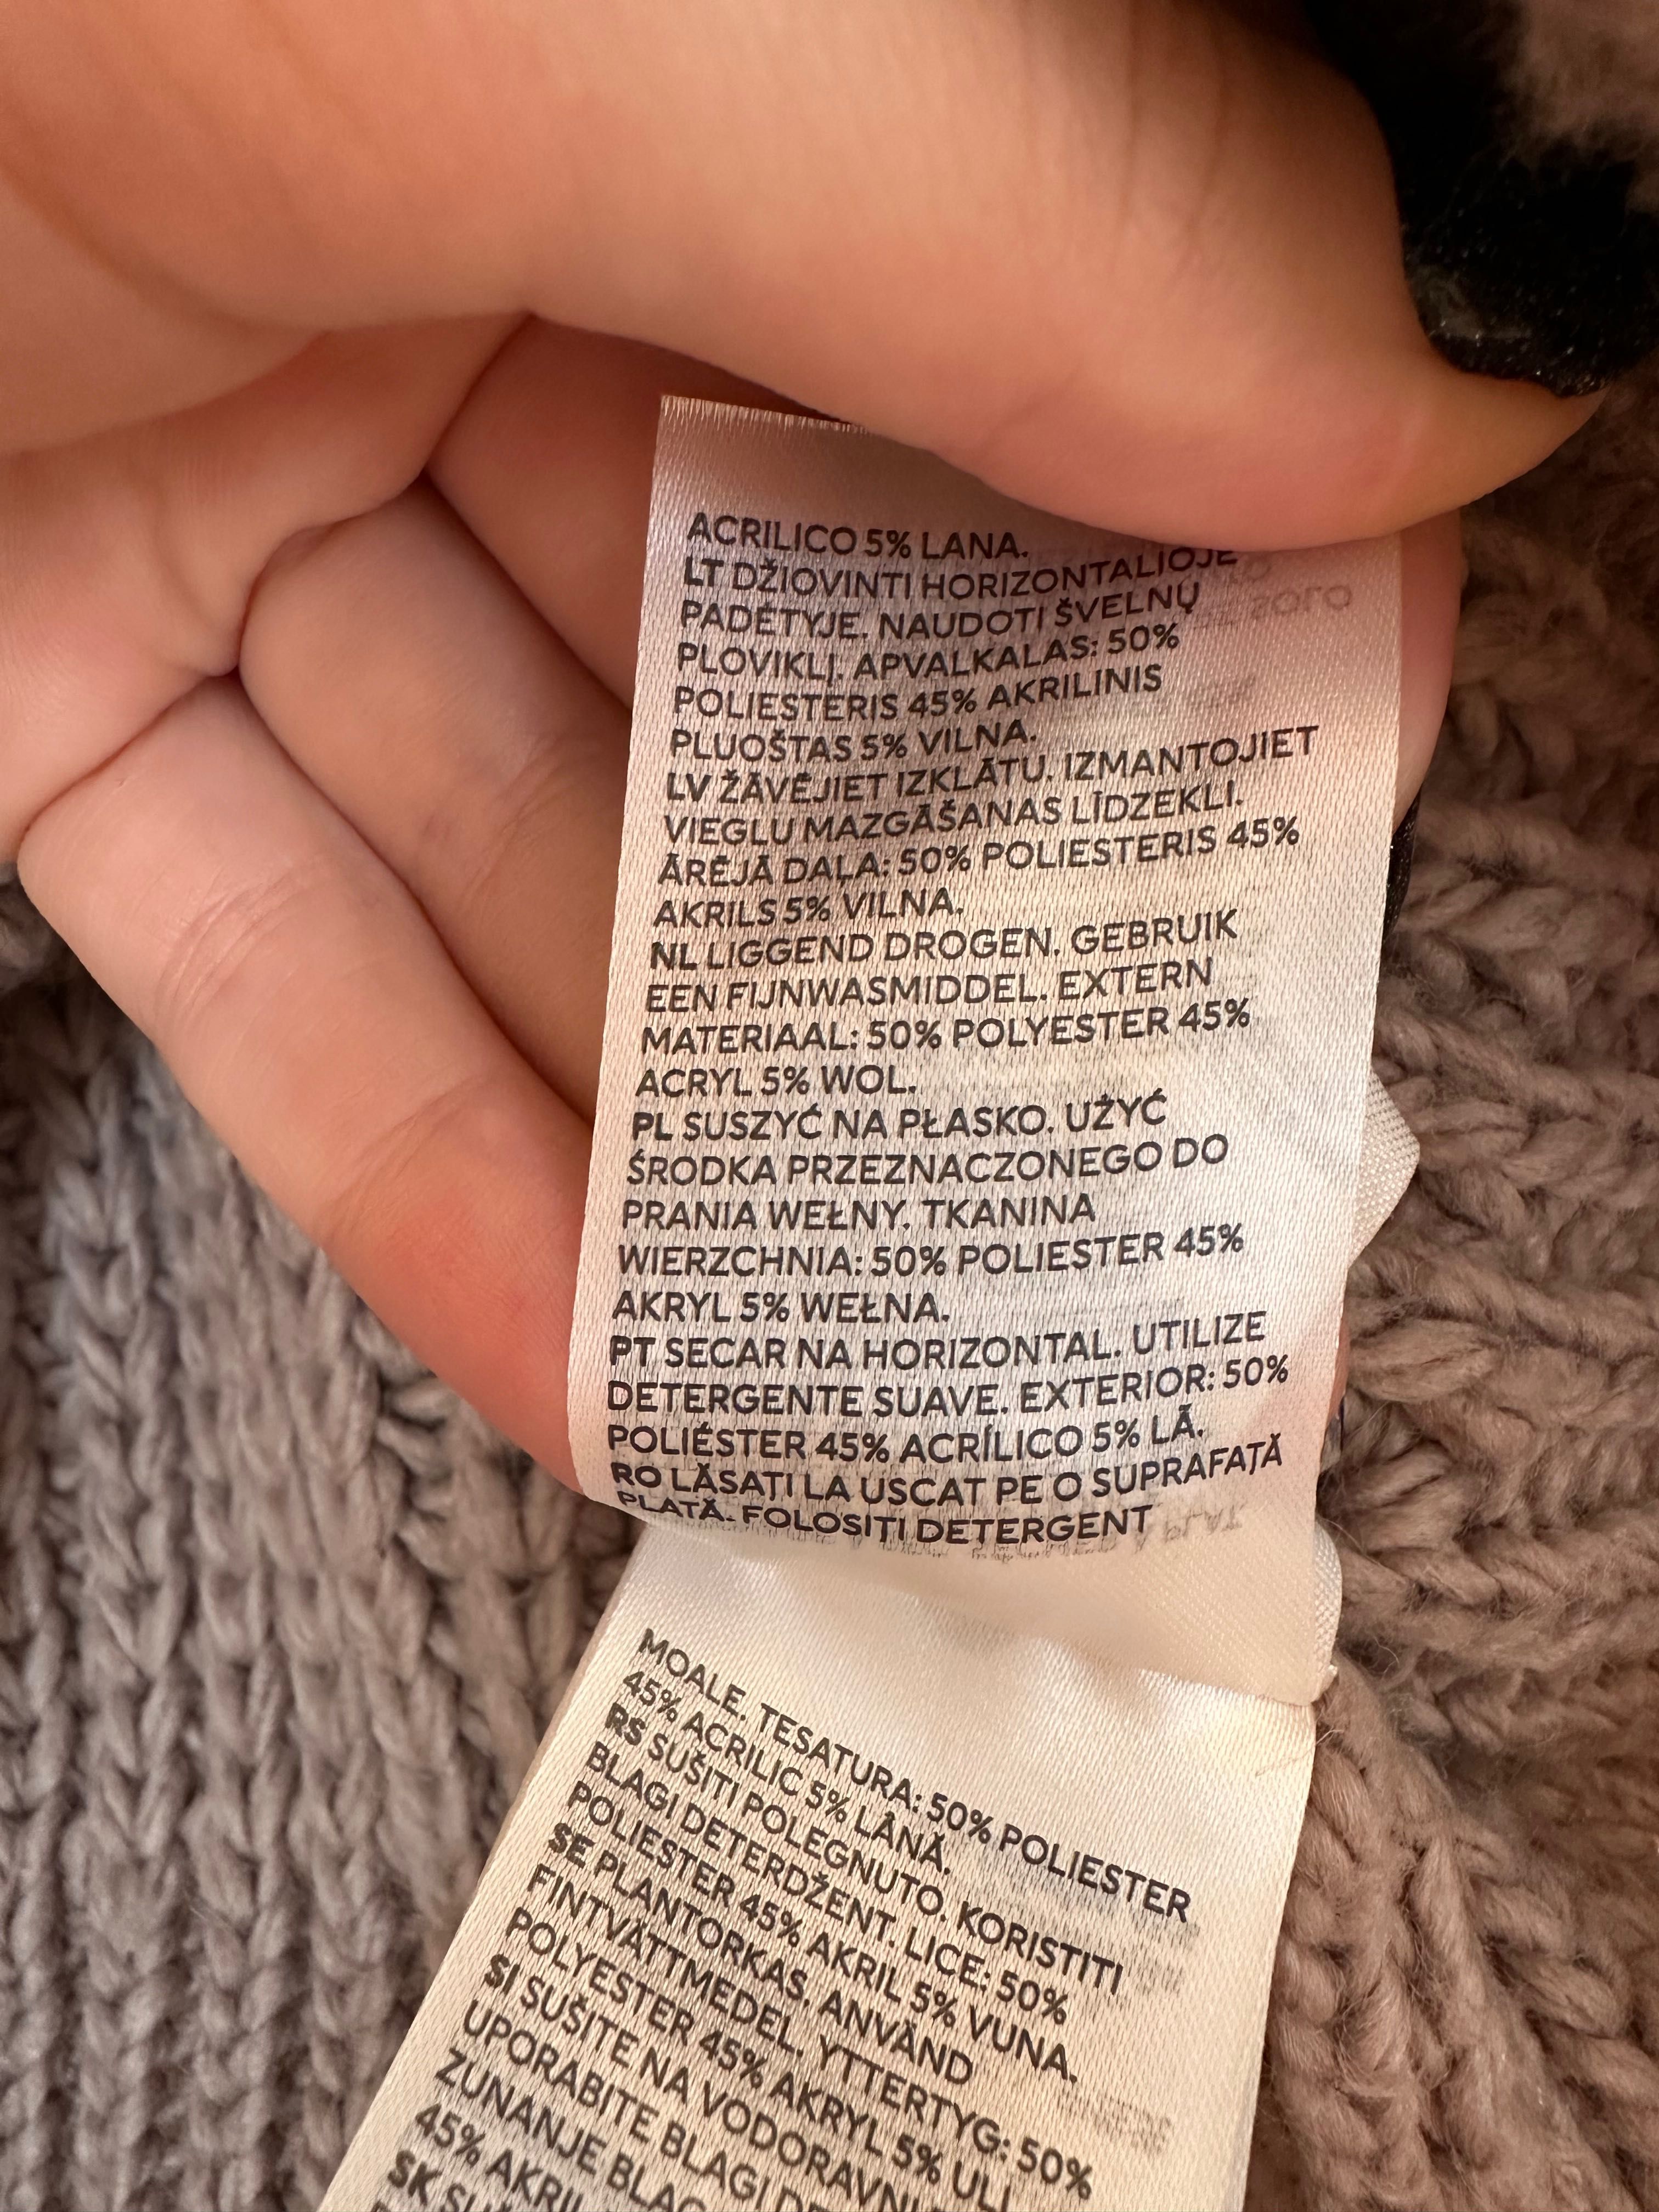 ACRILICO 5% LANA.
LT DŽIOVINTI HORIZONTALIOJE
PADĖTYJE. NAUDOTI ŠVELNŲ
PLOVIKLĮ. APVALKALAS: 50%
POLIESTERIS 45% AKRILINIS
PLUOŠTAS 5% VILNA.
LV ŽĀVĒJIET IZKLĀTU. IZMANTOJIET
VIEGLU MAZGĀŠANAS LĪDZEKLI.
ĀRĒJĀ DAĻA: 50% POLIESTERIS 45%
AKRILS 5% VILNA.
NL LIGGEND DROGEN. GEBRUIK
EEN FIJNWASMIDDEL. EXTERN
MATERIAAL: 50% POLYESTER 45%
ACRYL 5% WOL.
PL SUSZYĆ NA PŁASKO. UŻYĆ
ŚRODKA PRZEZNACZONEGO DO
PRANIA WEŁNY. TKANINA
WIERZCHNIA: 50% POLIESTER 45%
AKRYL 5% WEŁNA.
PT SECAR NA HORIZONTAL. UTILIZE
DETERGENTE SUAVE. EXTERIOR: 50%
POLIÉSTER 45% ACRÍLICO 5% LÃ.
RO LĂSAȚI LA USCAT PE O SUPRAFAȚĂ
PLATĂ. FOLOSIȚI DETERGENT
MOALE. TESATURA: 50% POLIESTER
45% ACRILIC 5% LÂNĂ.
RS SUŠITI POLEGNUTO. KORISTITI
BLAGI DETERDŽENT. LICE: 50%
POLIESTER 45% AKRIL 5% VUNA.
SE PLANTORKAS. ANVÄND
FINTVÄTTMEDEL. YTTERTYG: 50%
POLYESTER 45% AKRYL 5% ULL
SI SUŠITE NA VODORAVNI
UPORABITE BLAGI
ZUNANJE BLAG
45% AKRIL
SK